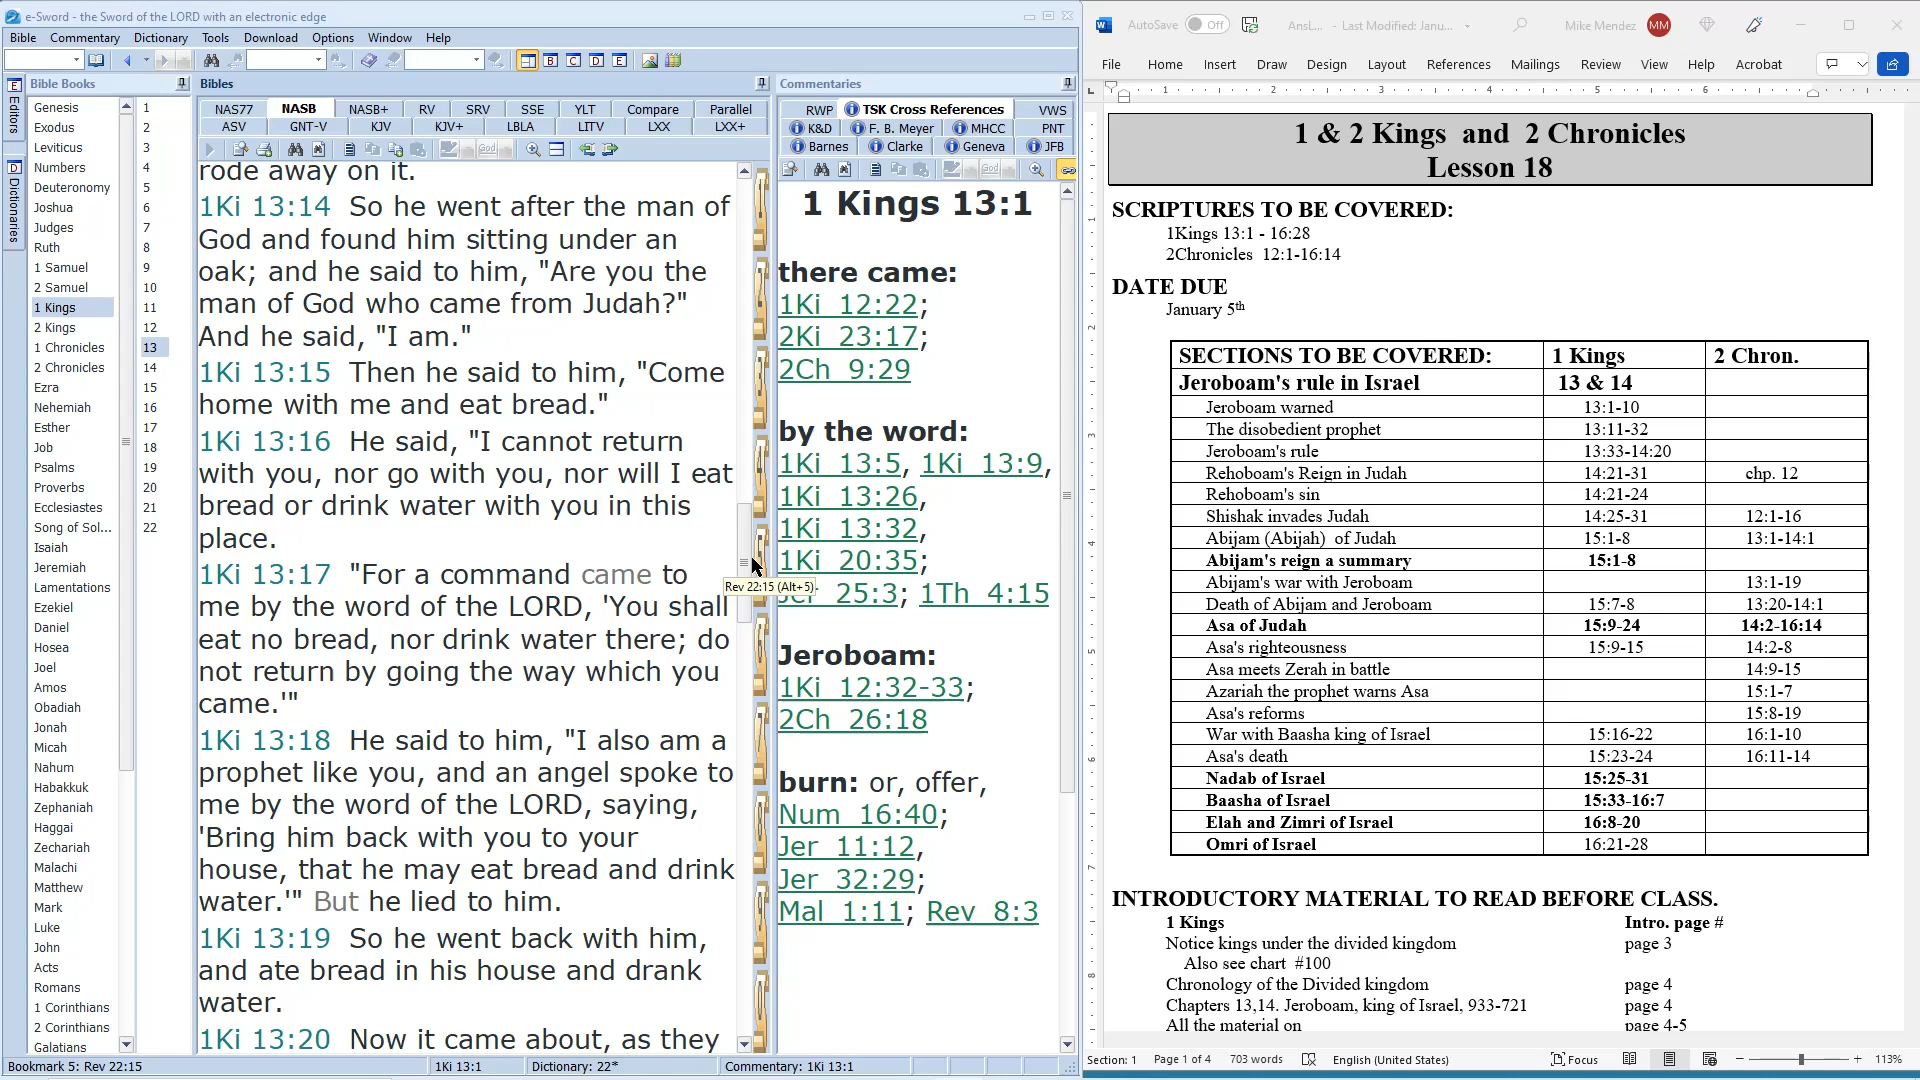 e-Sword - the Sword of the LORD with an electronic edge
Bible Commentary Dictionary Tools Download Options Window Help
B C D E
E Editors
D Dictionaries
Bible Books
Genesis
Exodus
Leviticus
Numbers
Deuteronomy
Joshua
Judges
Ruth
1 Samuel
2 Samuel
1 Kings
2 Kings
1 Chronicles
2 Chronicles
Ezra
Nehemiah
Esther
Job
Psalms
Proverbs
Ecclesiastes
Song of Sol...
Isaiah
Jeremiah
Lamentations
Ezekiel
Daniel
Hosea
Joel
Amos
Obadiah
Jonah
Micah
Nahum
Habakkuk
Zephaniah
Haggai
Zechariah
Malachi
Matthew
Mark
Luke
John
Acts
Romans
1 Corinthians
2 Corinthians
Galatians
1
2
3
4
5
6
7
8
9
10
11
12
13
14
15
16
17
18
19
20
21
22
Bibles
NAS77 NASB NASB+ RV SRV SSE YLT Compare Parallel
ASV GNT-V KJV KJV+ LBLA LITV LXX LXX+
God
rode away on it.
1Ki 13:14 So he went after the man of
God and found him sitting under an
oak; and he said to him, "Are you the
man of God who came from Judah?"
And he said, "I am."
1Ki 13:15 Then he said to him, "Come
home with me and eat bread."
1Ki 13:16 He said, "I cannot return
with you, nor go with you, nor will I eat
bread or drink water with you in this
place.
1Ki 13:17 "For a command came to
me by the word of the LORD, 'You shall
eat no bread, nor drink water there; do
not return by going the way which you
came.'"
1Ki 13:18 He said to him, "I also am a
prophet like you, and an angel spoke to
me by the word of the LORD, saying,
'Bring him back with you to your
house, that he may eat bread and drink
water.'" But he lied to him.
1Ki 13:19 So he went back with him,
and ate bread in his house and drank
water.
1Ki 13:20 Now it came about, as they
Rev 22:15 (Alt+5)
Commentaries
RWP TSK Cross References VWS
K&D F. B. Meyer MHCC PNT
Barnes Clarke Geneva JFB
God
1 Kings 13:1
there came:
1Ki 12:22;
2Ki 23:17;
2Ch 9:29
by the word:
1Ki 13:5, 1Ki 13:9,
1Ki 13:26,
1Ki 13:32,
1Ki 20:35;
Jer 25:3; 1Th 4:15
Jeroboam:
1Ki 12:32-33;
2Ch 26:18
burn: or, offer,
Num 16:40;
Jer 11:12,
Jer 32:29;
Mal 1:11; Rev 8:3
Bookmark 5: Rev 22:15 1Ki 13:1 Dictionary: 22* Commentary: 1Ki 13:1
W AutoSave Off AnsL... - Last Modified: Janu... Mike Mendez MM
File Home Insert Draw Design Layout References Mailings Review View Help Acrobat
L 1 2 3 4 5 6 7
1
2
3
4
5
6
7
8
1 & 2 Kings and 2 Chronicles
Lesson 18
SCRIPTURES TO BE COVERED:
1Kings 13:1 - 16:28
2Chronicles 12:1-16:14
DATE DUE
January 5th
SECTIONS TO BE COVERED: 1 Kings 2 Chron.
Jeroboam's rule in Israel 13 & 14
Jeroboam warned 13:1-10
The disobedient prophet 13:11-32
Jeroboam's rule 13:33-14:20
Rehoboam's Reign in Judah 14:21-31 chp. 12
Rehoboam's sin 14:21-24
Shishak invades Judah 14:25-31 12:1-16
Abijam (Abijah) of Judah 15:1-8 13:1-14:1
Abijam's reign a summary 15:1-8
Abijam's war with Jeroboam 13:1-19
Death of Abijam and Jeroboam 15:7-8 13:20-14:1
Asa of Judah 15:9-24 14:2-16:14
Asa's righteousness 15:9-15 14:2-8
Asa meets Zerah in battle 14:9-15
Azariah the prophet warns Asa 15:1-7
Asa's reforms 15:8-19
War with Baasha king of Israel 15:16-22 16:1-10
Asa's death 15:23-24 16:11-14
Nadab of Israel 15:25-31
Baasha of Israel 15:33-16:7
Elah and Zimri of Israel 16:8-20
Omri of Israel 16:21-28
INTRODUCTORY MATERIAL TO READ BEFORE CLASS.
1 Kings Intro. page #
Notice kings under the divided kingdom page 3
Also see chart #100
Chronology of the Divided kingdom page 4
Chapters 13,14. Jeroboam, king of Israel, 933-721 page 4
All the material on page 4-5
Section: 1 Page 1 of 4 703 words English (United States) Focus 113%